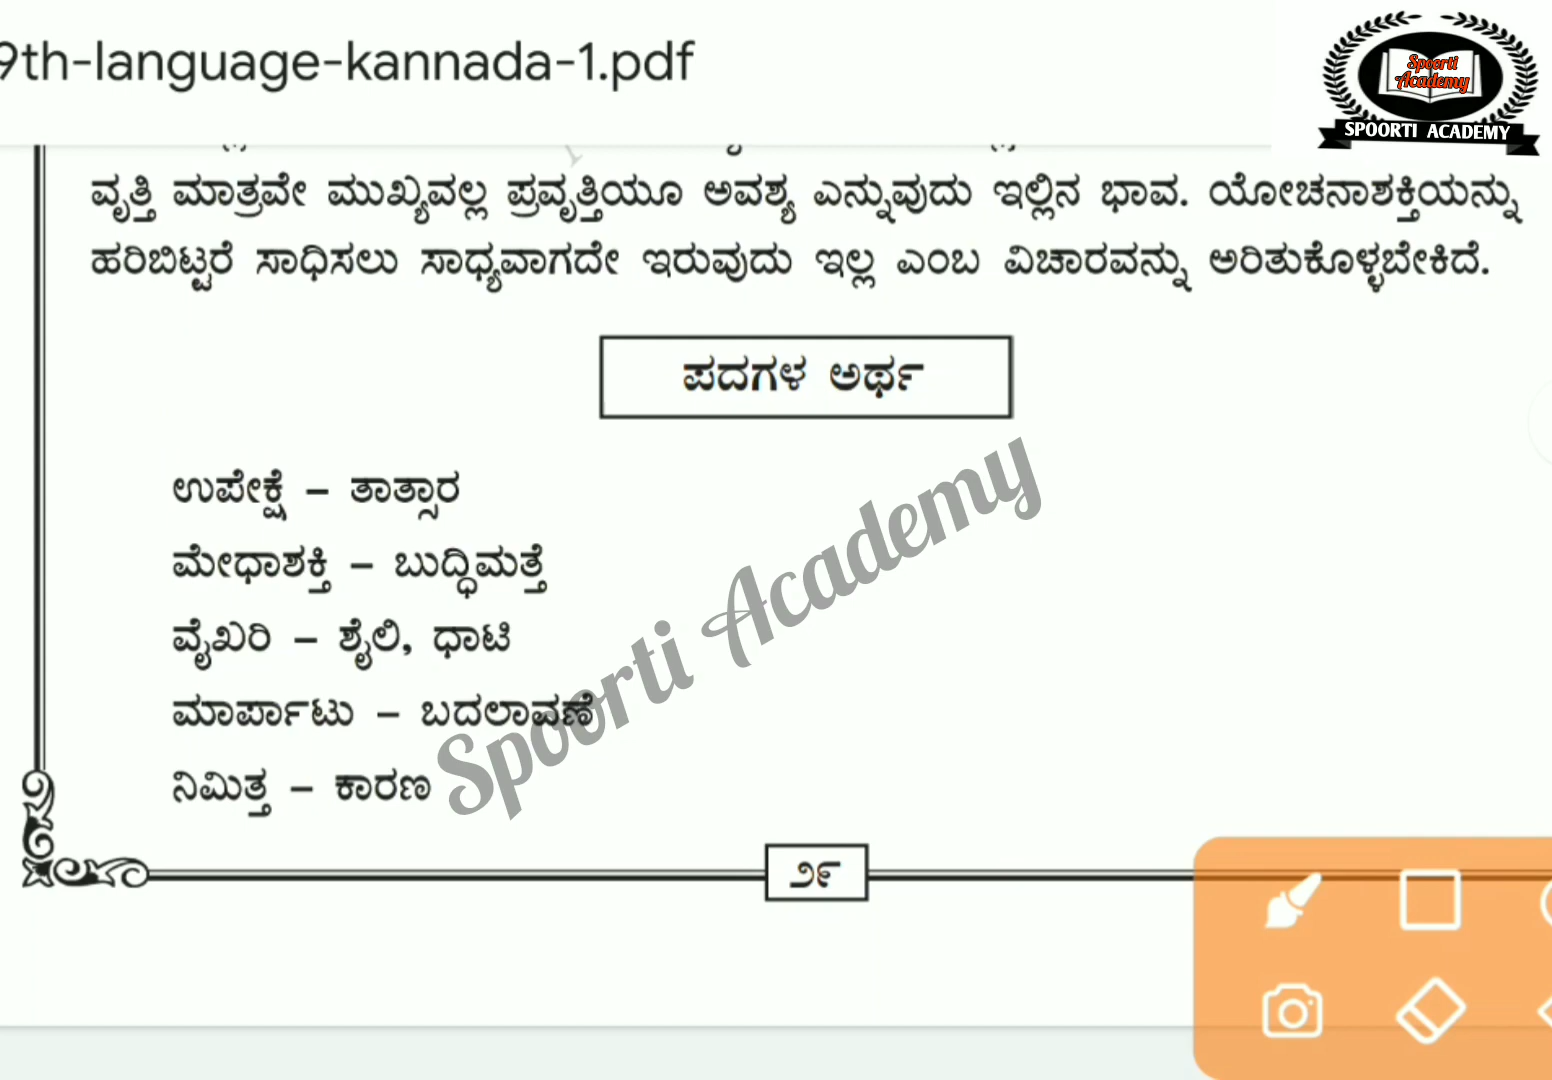 9th-language-kannada-1.pdf
Spoorti
Academy
SPOORTI ACADEMY
ವೃತ್ತಿ ಮಾತ್ರವೇ ಮುಖ್ಯವಲ್ಲ ಪ್ರವೃತ್ತಿಯೂ ಅವಶ್ಯ ಎನ್ನುವುದು ಇಲ್ಲಿನ ಭಾವ. ಯೋಚನಾಶಕ್ತಿಯನ್ನು
ಹರಿಬಿಟ್ಟರೆ ಸಾಧಿಸಲು ಸಾಧ್ಯವಾಗದೇ ಇರುವುದು ಇಲ್ಲ ಎಂಬ ವಿಚಾರವನ್ನು ಅರಿತುಕೊಳ್ಳಬೇಕಿದೆ.
ಪದಗಳ ಅರ್ಥ
ಉಪೇಕ್ಷೆ – ತಾತ್ಸಾರ
ಮೇಧಾಶಕ್ತಿ – ಬುದ್ಧಿಮತ್ತೆ
ವೈಖರಿ – ಶೈಲಿ, ಧಾಟಿ
ಮಾರ್ಪಾಟು – ಬದಲಾವಣೆ
ನಿಮಿತ್ತ – ಕಾರಣ
Spoorti Academy
೨೯